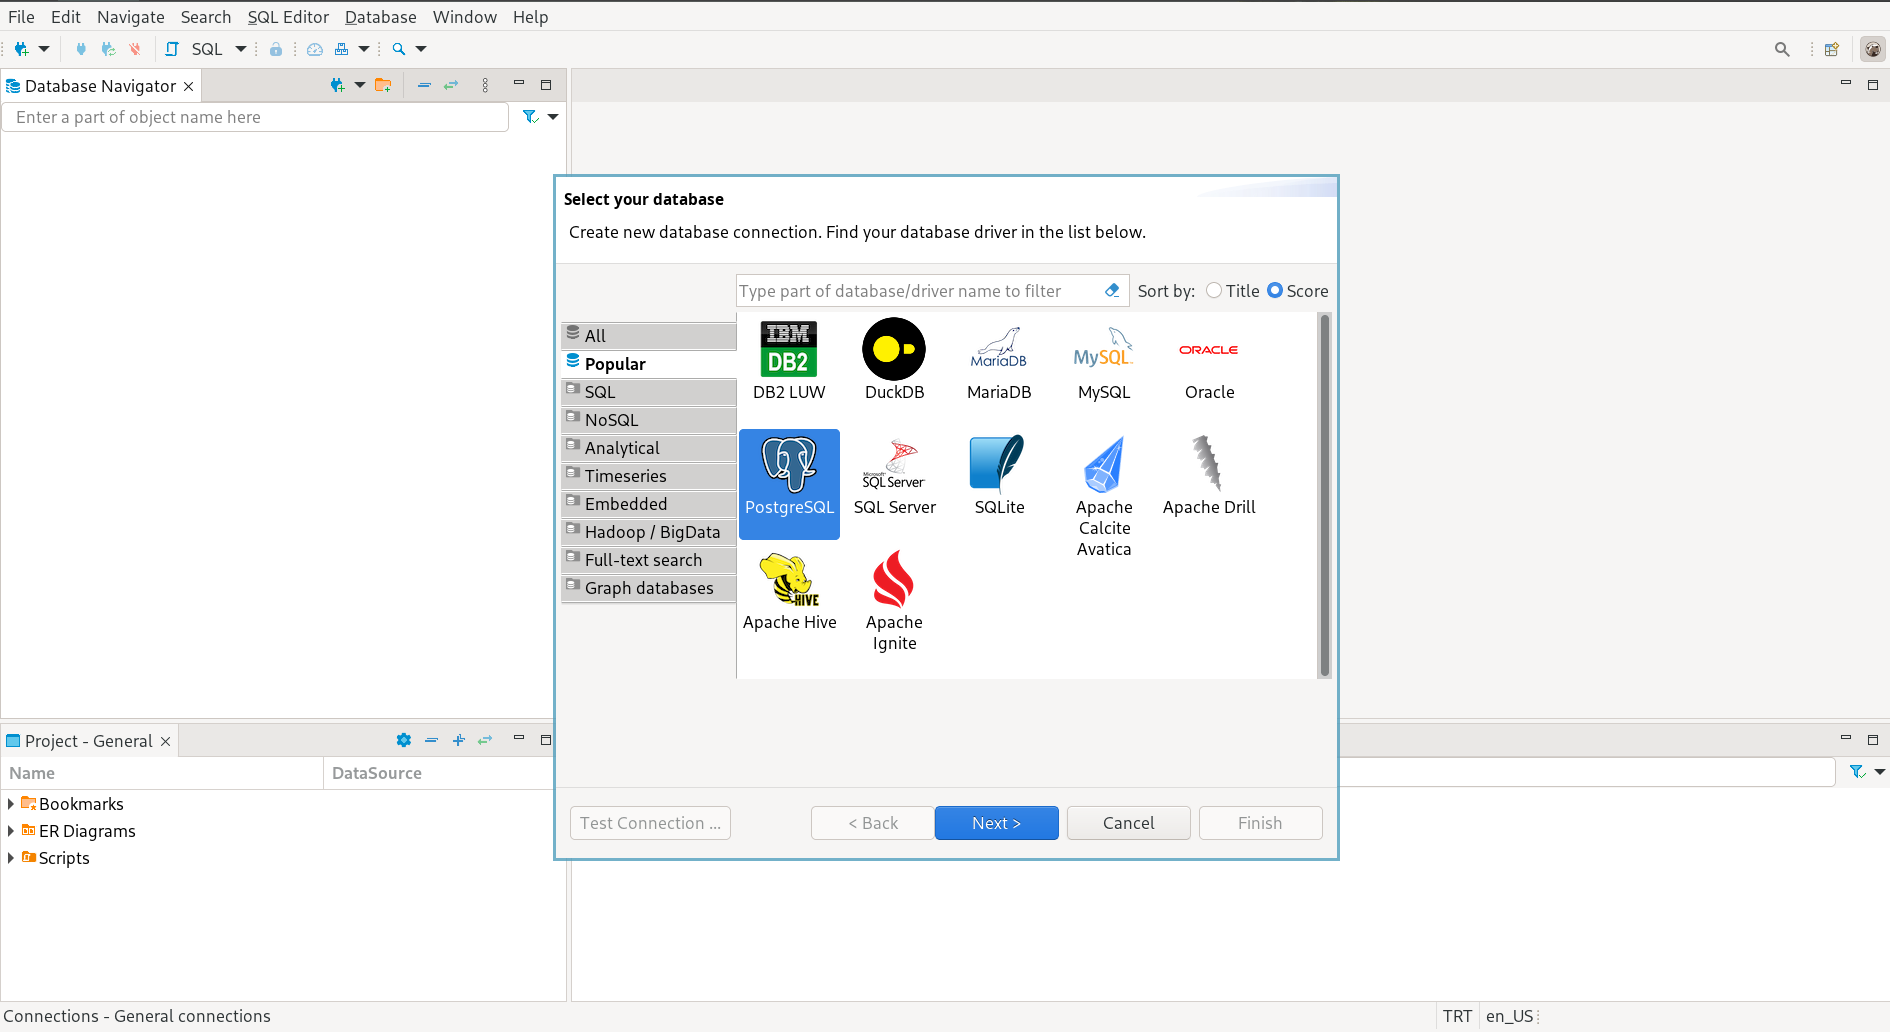 File Edit Navigate Search SQL Editor Database Window Help
SQL
Database Navigator
Enter a part of object name here
Select your database
Create new database connection. Find your database driver in the list below.
Type part of database/driver name to filter
Sort by: Title Score
All
Popular
SQL
NoSQL
Analytical
Timeseries
Embedded
Hadoop / BigData
Full-text search
Graph databases
IBM
DB2
DB2 LUW
DuckDB
MariaDB
MariaDB
MySQL
MySQL
ORACLE
Oracle
PostgreSQL
Microsoft
SQL Server
SQL Server
SQLite
Apache
Calcite
Avatica
Apache Drill
HIVE
Apache Hive
Apache
Ignite
Test Connection ...
< Back
Next >
Cancel
Finish
Project - General
Name DataSource
Bookmarks
ER Diagrams
Scripts
Connections - General connections
TRT
en_US